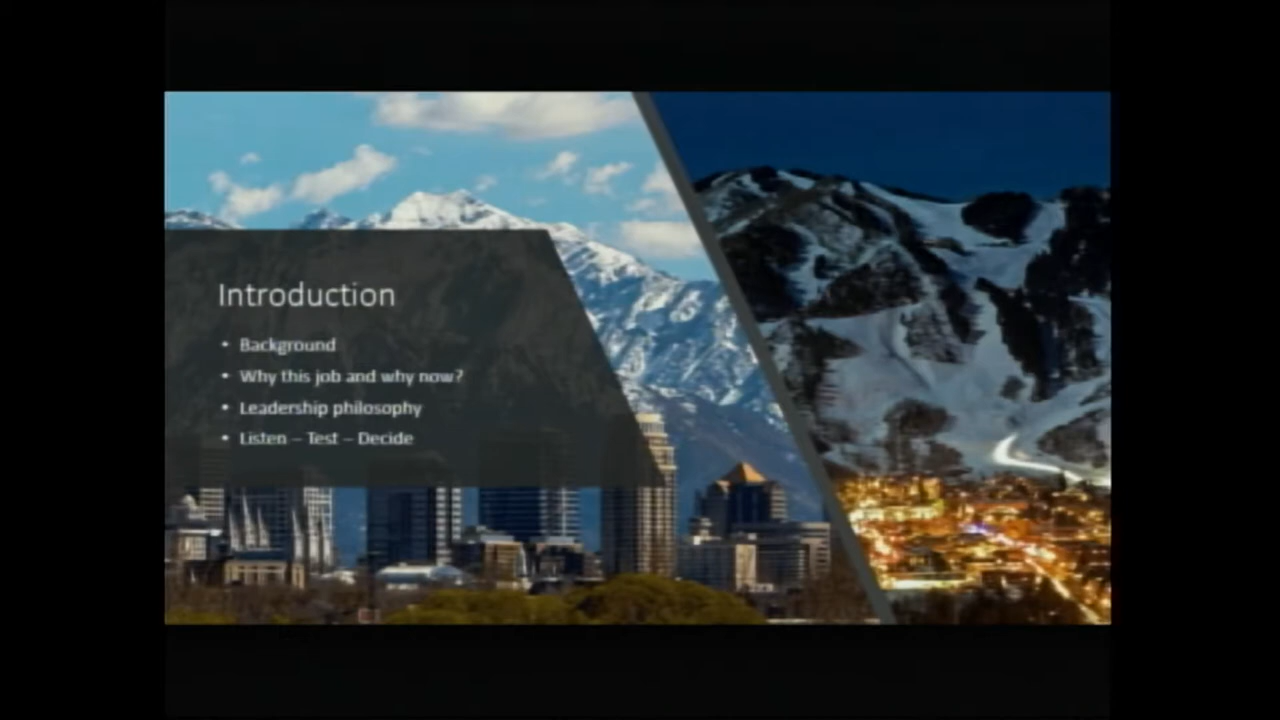 Introduction
• Background
• Why this job and why now?
• Leadership philosophy
• Listen – Test – Decide